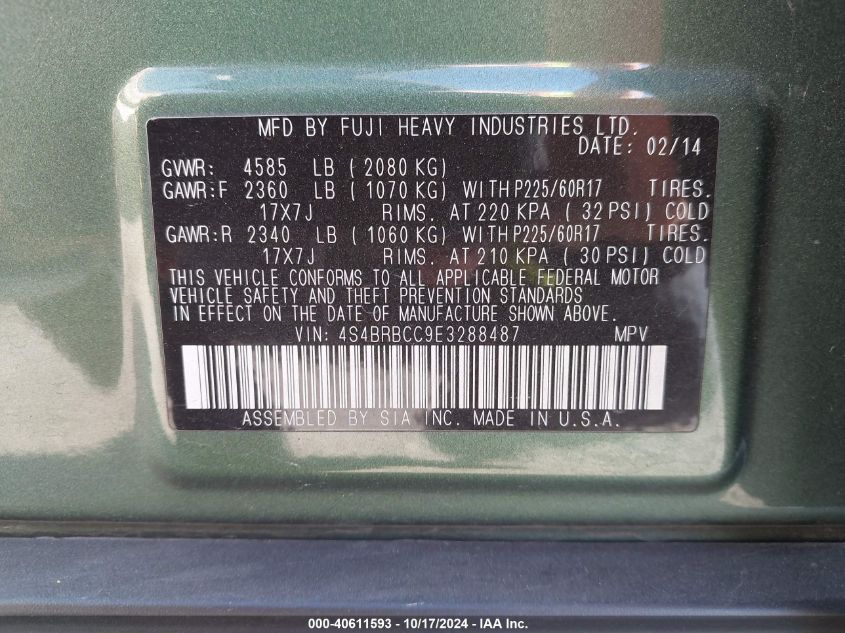 MFD BY FUJI HEAVY INDUSTRIES LTD.
DATE: 02/14
GVWR: 4585 LB ( 2080 KG)
GAWR:F 2360 LB ( 1070 KG) WITH P225/60R17 TIRES.
17X7J RIMS. AT 220 KPA ( 32 PSI) COLD
GAWR:R 2340 LB ( 1060 KG) WITH P225/60R17 TIRES.
17X7J RIMS. AT 210 KPA ( 30 PSI) COLD
THIS VEHICLE CONFORMS TO ALL APPLICABLE FEDERAL MOTOR
VEHICLE SAFETY AND THEFT PREVENTION STANDARDS
IN EFFECT ON THE DATE OF MANUFACTURE SHOWN ABOVE.
VIN: 4S4BRBCC9E3288487 MPV
ASSEMBLED BY SIA INC. MADE IN U.S.A.
000-40611593 - 10/17/2024 - IAA Inc.